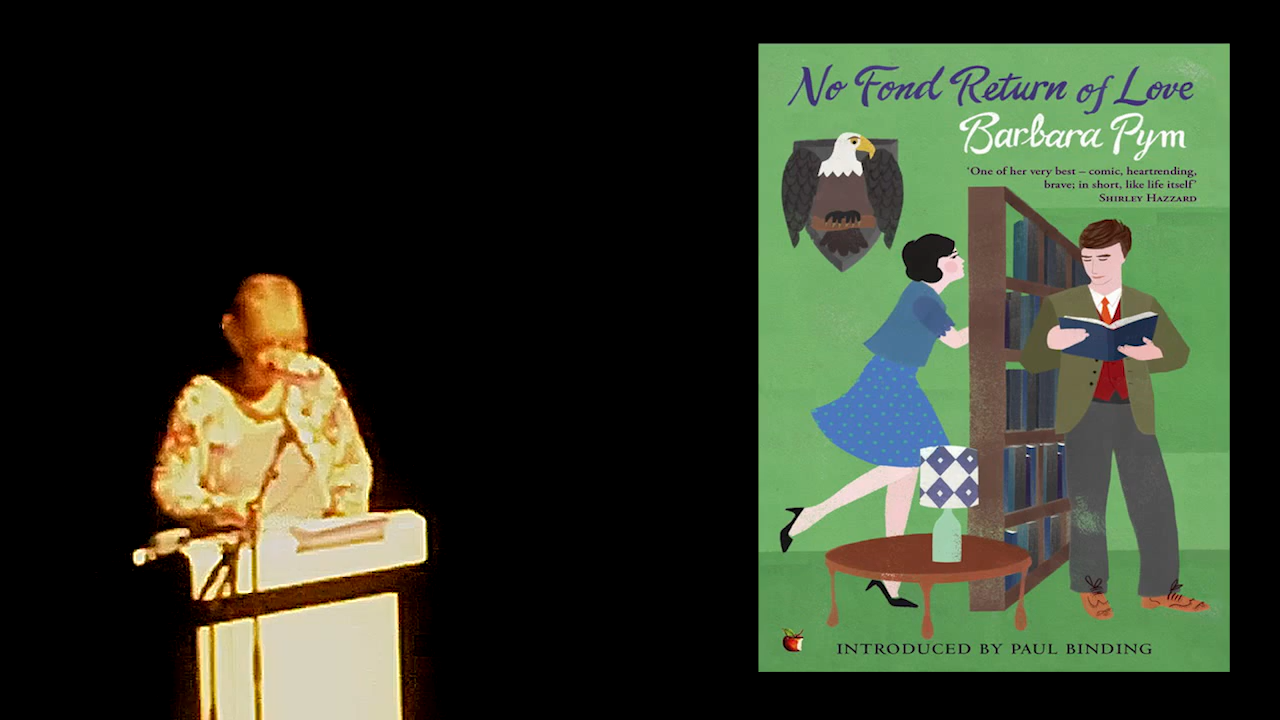 No Fond Return of Love
Barbara Pym
‘One of her very best – comic, heartrending,
brave; in short, like life itself’
SHIRLEY HAZZARD
INTRODUCED BY PAUL BINDING